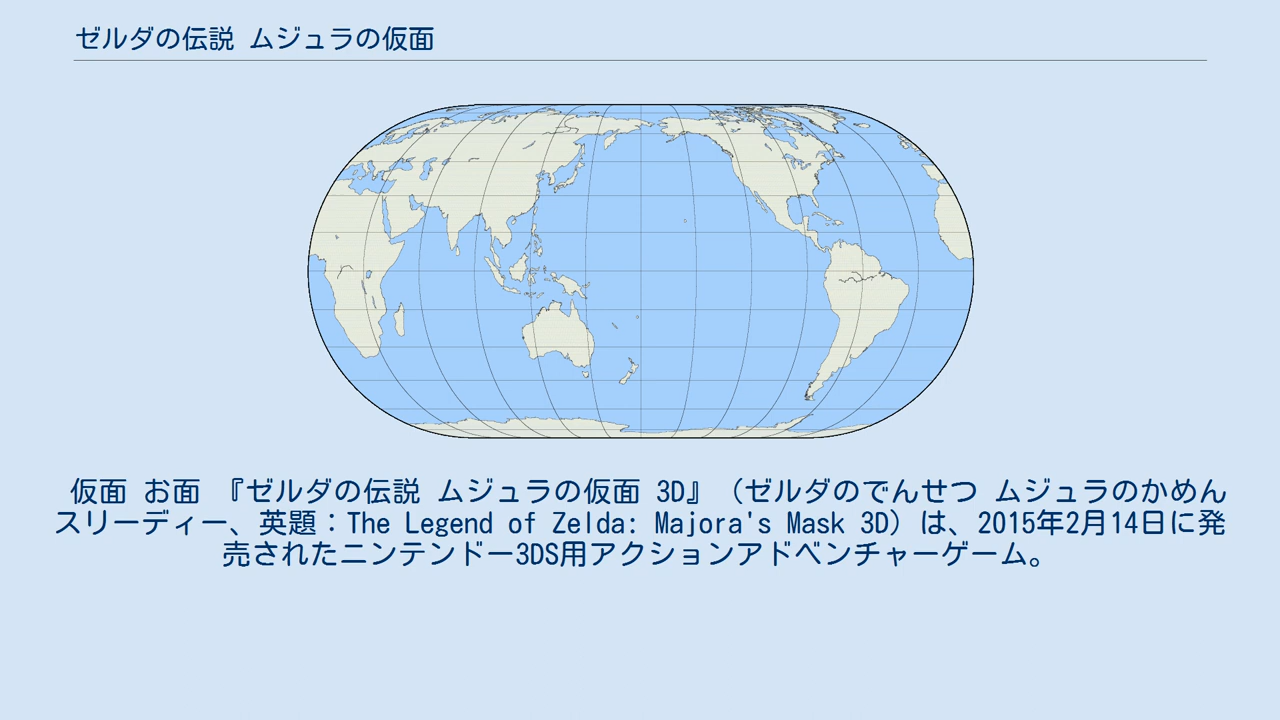 ゼルダの伝説 ムジュラの仮面
仮面 お面 『ゼルダの伝説 ムジュラの仮面 3D』（ゼルダのでんせつ ムジュラのかめん
スリーディー、英題：The Legend of Zelda: Majora's Mask 3D）は、2015年2月14日に発
売されたニンテンドー3DS用アクションアドベンチャーゲーム。